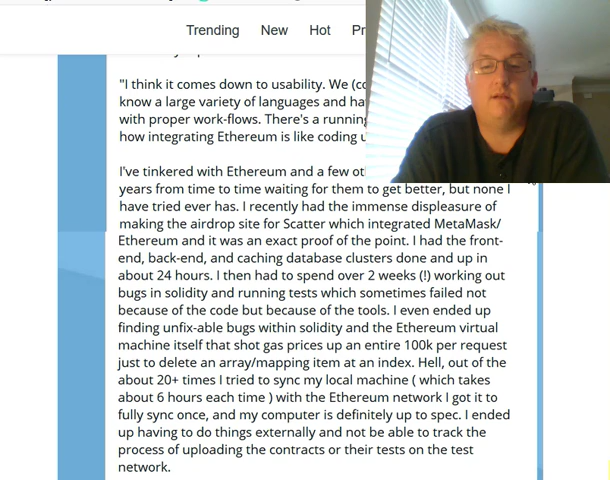 Trending New Hot
"I think it comes down to usability. We
know a large variety of languages and
with proper work-flows. There's a running
how integrating Ethereum is like coding
I've tinkered with Ethereum and a few
years from time to time waiting for them to get better, but none I
have tried ever has. I recently had the immense displeasure of
making the airdrop site for Scatter which integrated MetaMask/
Ethereum and it was an exact proof of the point. I had the front-
end, back-end, and caching database clusters done and up in
about 24 hours. I then had to spend over 2 weeks (!) working out
bugs in solidity and running tests which sometimes failed not
because of the code but because of the tools. I even ended up
finding unfix-able bugs within solidity and the Ethereum virtual
machine itself that shot gas prices up an entire 100k per request
just to delete an array/mapping item at an index. Hell, out of the
about 20+ times I tried to sync my local machine ( which takes
about 6 hours each time ) with the Ethereum network I got it to
fully sync once, and my computer is definitely up to spec. I ended
up having to do things externally and not be able to track the
process of uploading the contracts or their tests on the test
network.